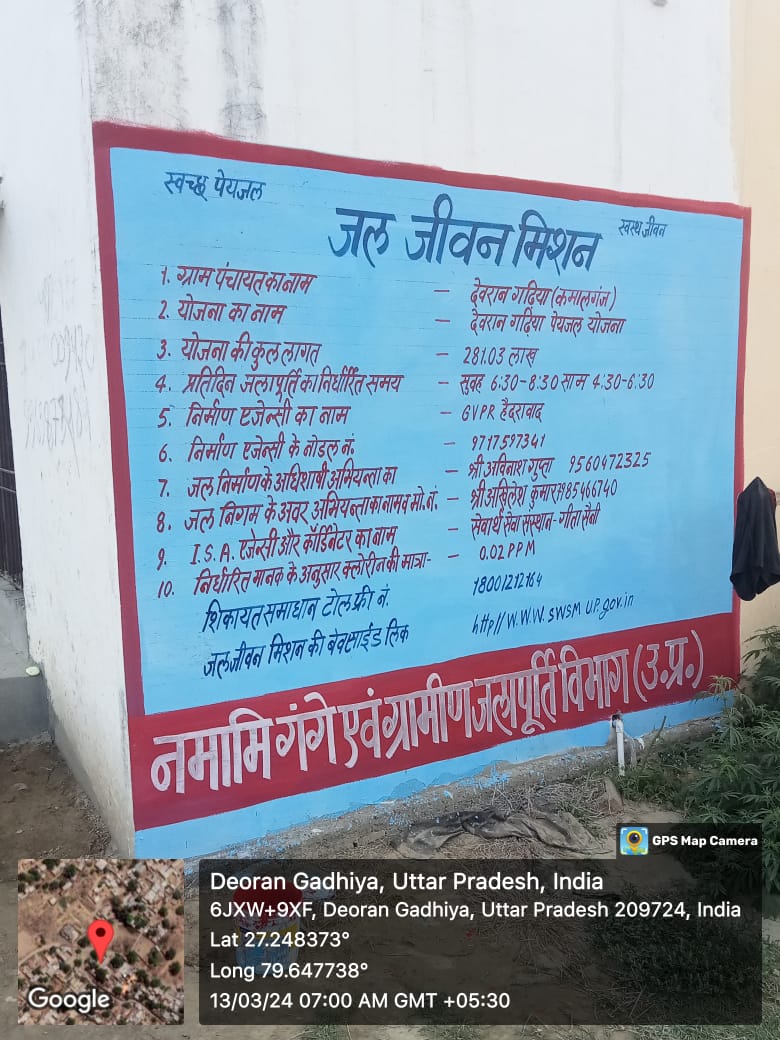 स्वच्छ पेयजल
स्वस्थ जीवन
जल जीवन मिशन
1. ग्राम पंचायत का नाम — देवरान गढ़िया (कमालगंज)
2. योजना का नाम — देवरान गढ़िया पेयजल योजना
3. योजना की कुल लागत — 281.03 लाख
4. प्रतिदिन जलापूर्ति का निर्धारित समय — सुवह 6:30-8:30 साम 4:30-6:30
5. निर्माण एजेन्सी का नाम — GVPR हैदरावाद
6. निर्माण एजेन्सी के नोडल नं. — 9717597341
7. जल निर्माण के अधिशाषी अभियन्ता का — श्री अविनाश गुप्ता 9560472325
8. जल निगम के अवर अभियन्ता का नाम व मो. नं. — श्री अखिलेश कुमार 7985466740
9. I.S.A. एजेन्सी और कॉर्डिनेटर का नाम — सेवार्थ सेवा संस्थान - गीता सैनी
10. निर्धारित मानक के अनुसार क्लोरीन की मात्रा- — 0.02 PPM
शिकायत समाधान टोल फ्री नं. 18001212164
जल जीवन मिशन की बेवसाईड लिंक http//W.W.W. SWSM UP.gov.in
नमामि गंगे एवं ग्रामीण जलापूर्ति विभाग (उ.प्र.)
GPS Map Camera
Deoran Gadhiya, Uttar Pradesh, India
6JXW+9XF, Deoran Gadhiya, Uttar Pradesh 209724, India
Lat 27.248373°
Long 79.647738°
13/03/24 07:00 AM GMT +05:30
Google